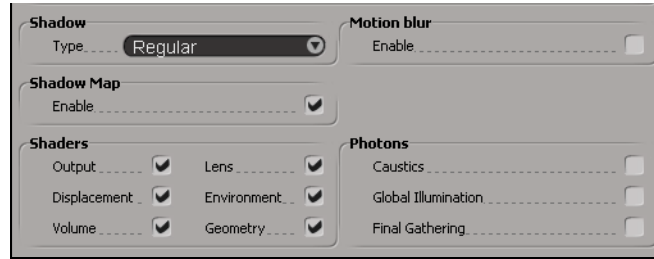 Shadow
Type Regular
Motion blur
Enable
Shadow Map
Enable
Shaders
Output Lens
Displacement Environment
Volume Geometry
Photons
Caustics
Global Illumination
Final Gathering